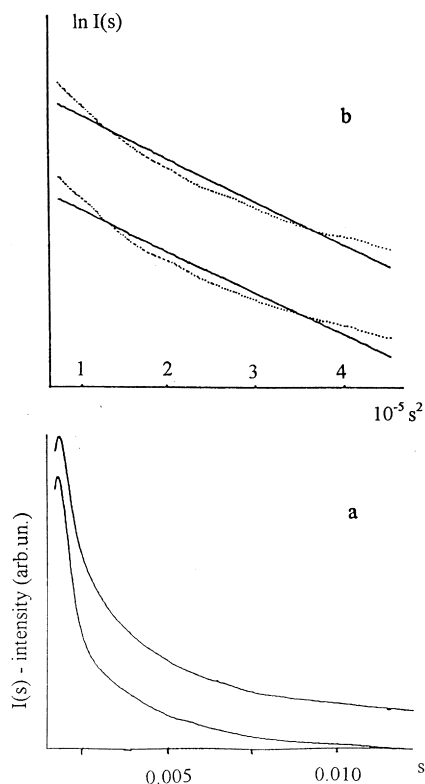 ln I(s)
b
1 2 3 4
10⁻⁵ s²
a
I(s) - intensity (arb.un.)
0.005 0.010 s